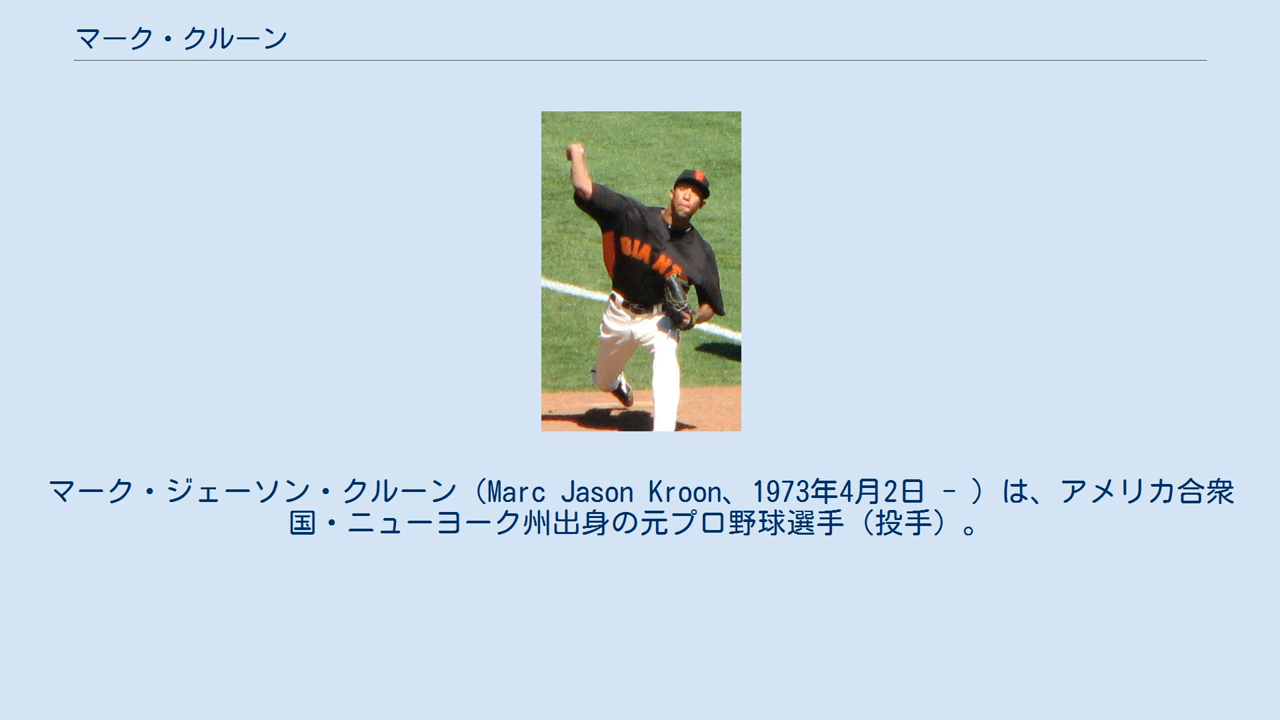 マーク・クルーン
GIANT
マーク・ジェーソン・クルーン（Marc Jason Kroon、1973年4月2日 - ）は、アメリカ合衆
国・ニューヨーク州出身の元プロ野球選手（投手）。